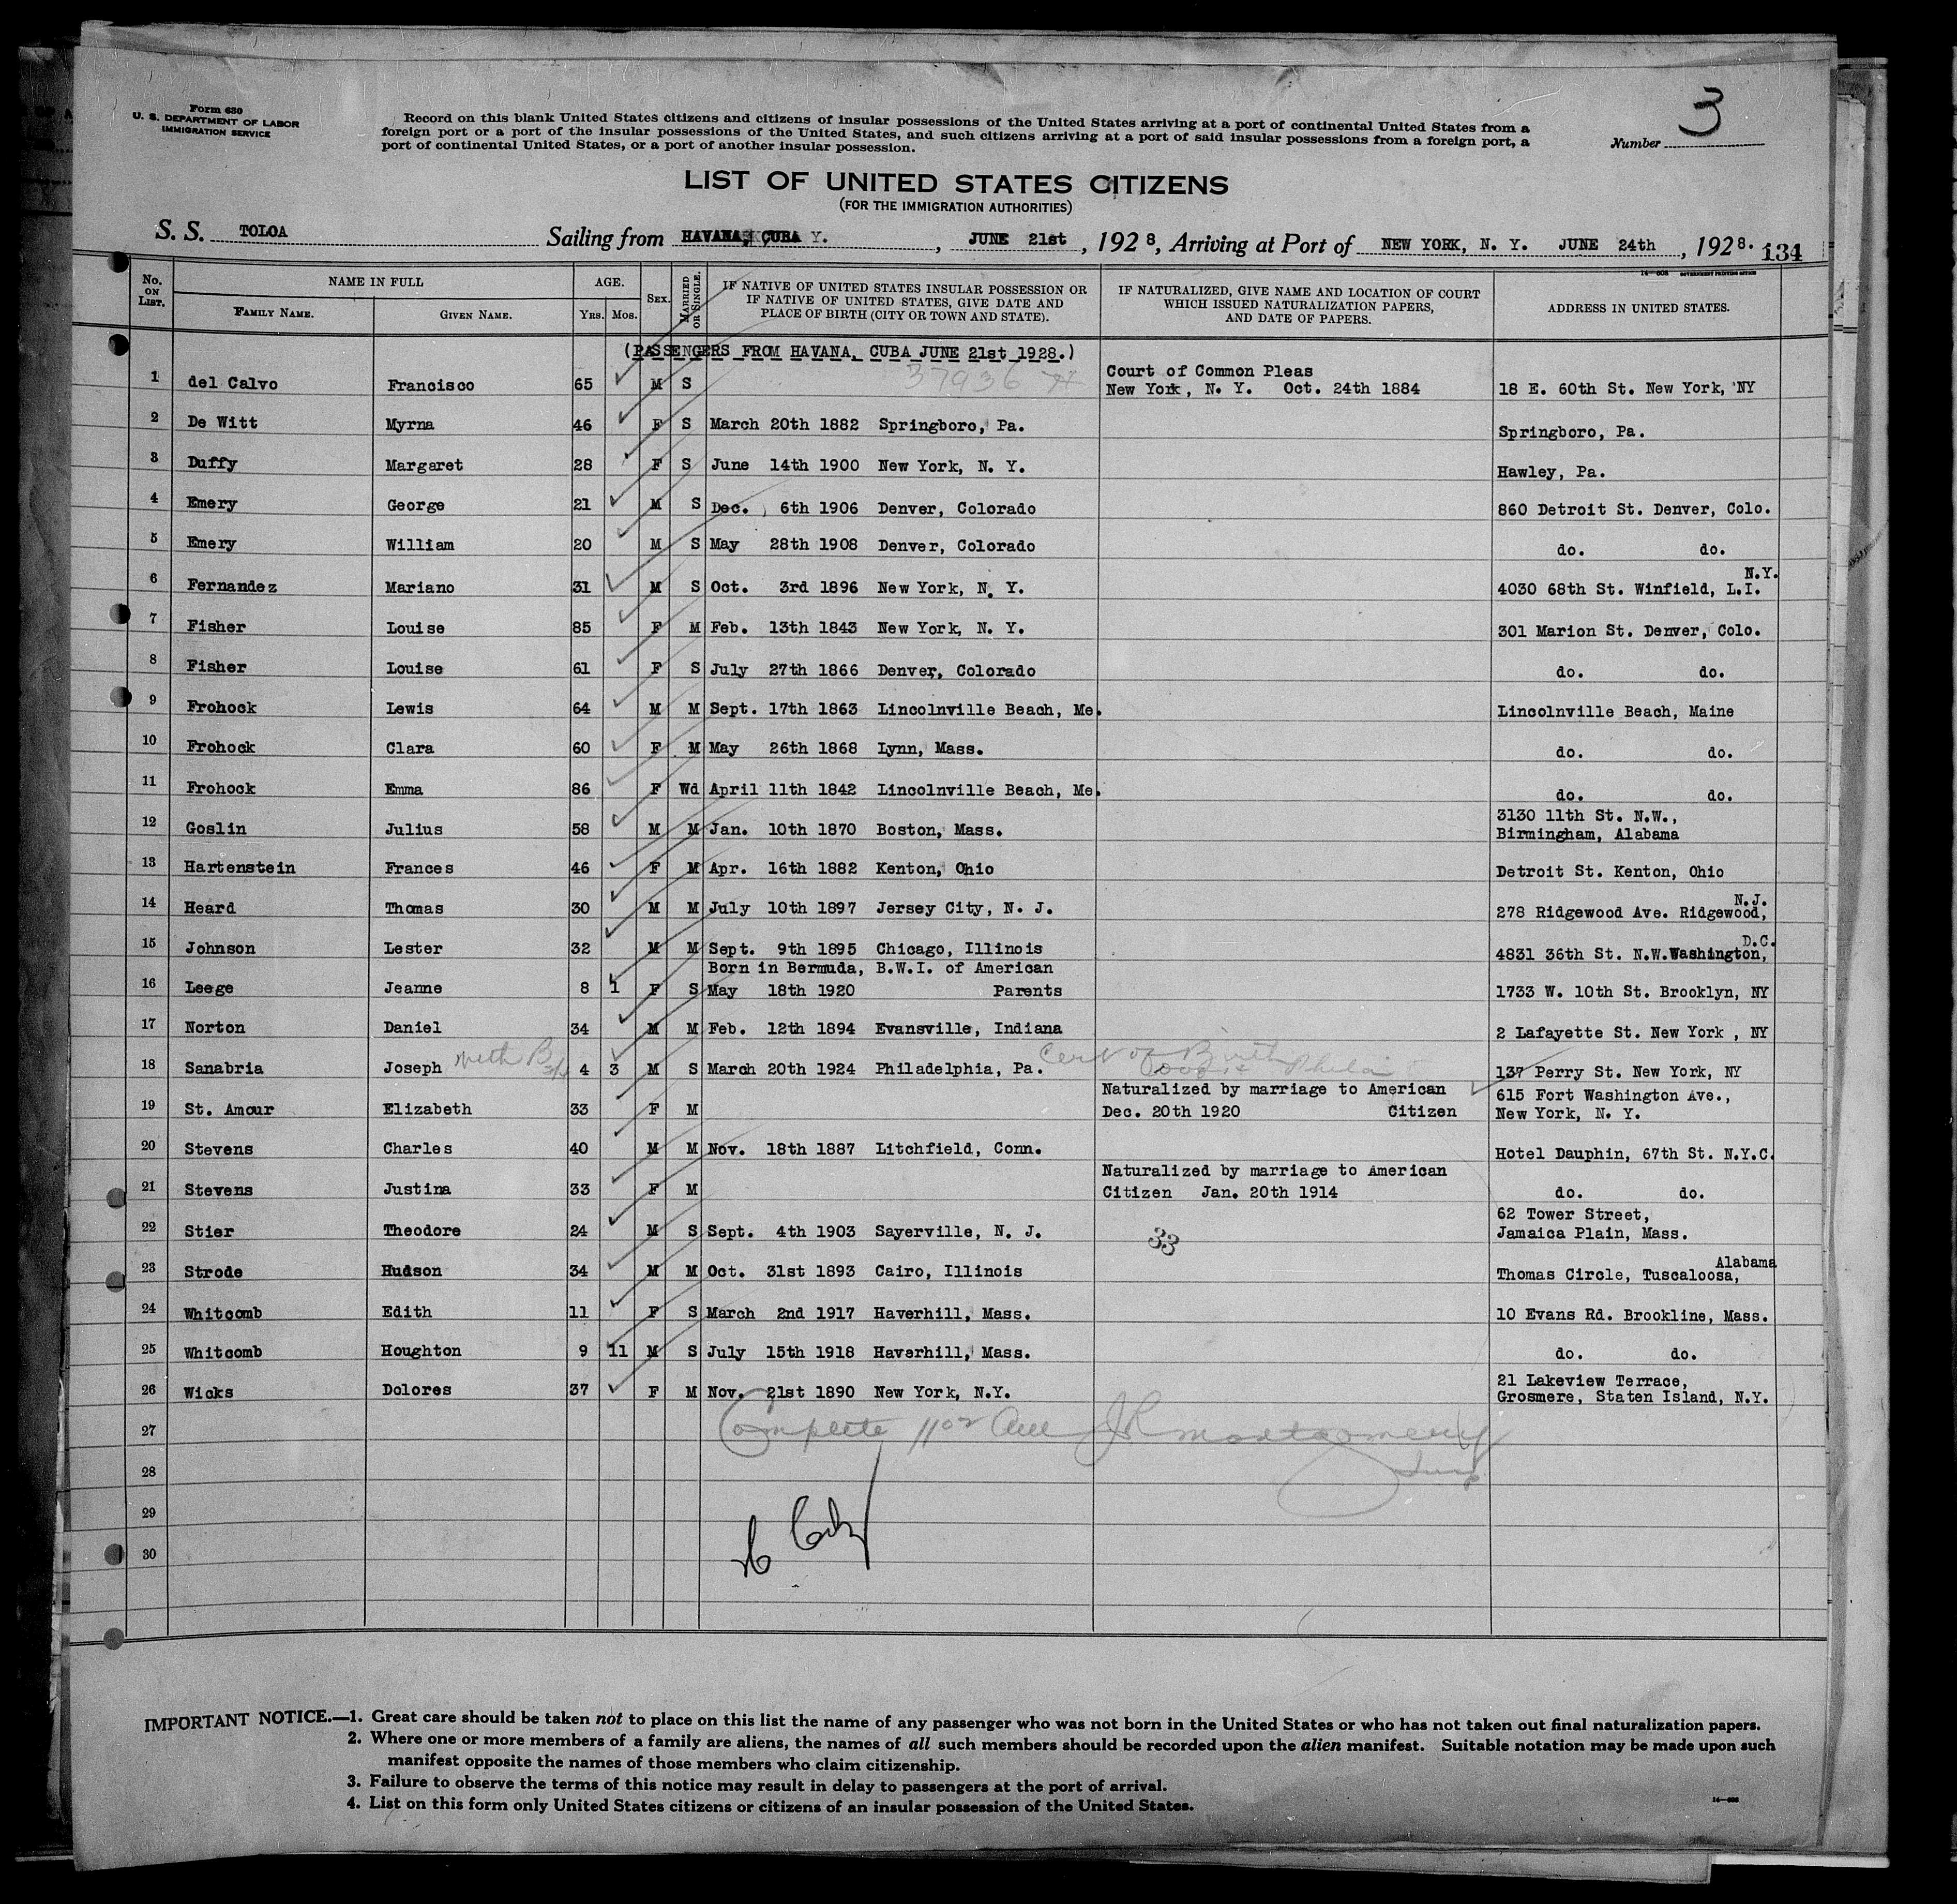 Form 630
U. S. DEPARTMENT OF LABOR
IMMIGRATION SERVICE
Record on this blank United States citizens and citizens of insular possessions of the United States arriving at a port of continental United States from a
foreign port or a port of the insular possessions of the United States, and such citizens arriving at a port of said insular possessions from a foreign port, a
port of continental United States, or a port of another insular possession.
Number 3
LIST OF UNITED STATES CITIZENS
(FOR THE IMMIGRATION AUTHORITIES)
S. S. TOLOA Sailing from HAVANA, CUBA Y. , JUNE 21st , 1928, Arriving at Port of NEW YORK, N. Y. JUNE 24th , 1928. 134
No. ON LIST. NAME IN FULL AGE. SEX. MARRIED OR SINGLE. IF NATIVE OF UNITED STATES INSULAR POSSESSION OR IF NATIVE OF UNITED STATES, GIVE DATE AND PLACE OF BIRTH (CITY OR TOWN AND STATE). IF NATURALIZED, GIVE NAME AND LOCATION OF COURT WHICH ISSUED NATURALIZATION PAPERS, AND DATE OF PAPERS. ADDRESS IN UNITED STATES.
FAMILY NAME. GIVEN NAME. YRS. MOS.
(PASSENGERS FROM HAVANA, CUBA JUNE 21st 1928.)
37936
Court of Common Pleas
1 del Calvo Francisco 65 M S New York, N. Y. Oct. 24th 1884 18 E. 60th St. New York, NY
2 De Witt Myrna 46 F S March 20th 1882 Springboro, Pa. Springboro, Pa.
3 Duffy Margaret 28 F S June 14th 1900 New York, N. Y. Hawley, Pa.
4 Emery George 21 M S Dec. 6th 1906 Denver, Colorado 860 Detroit St. Denver, Colo.
5 Emery William 20 M S May 28th 1908 Denver, Colorado do. do.
N.Y.
6 Fernandez Mariano 31 M S Oct. 3rd 1896 New York, N. Y. 4030 68th St. Winfield, L.I.
7 Fisher Louise 85 F M Feb. 13th 1843 New York, N. Y. 301 Marion St. Denver, Colo.
8 Fisher Louise 61 F S July 27th 1866 Denver, Colorado do. do.
9 Frohock Lewis 64 M M Sept. 17th 1863 Lincolnville Beach, Me. Lincolnville Beach, Maine
10 Frohock Clara 60 F M May 26th 1868 Lynn, Mass. do. do.
11 Frohock Emma 86 F Wd April 11th 1842 Lincolnville Beach, Me. do. do.
3130 11th St. N.W.,
12 Goslin Julius 58 M M Jan. 10th 1870 Boston, Mass. Birmingham, Alabama
13 Hartenstein Frances 46 F M Apr. 16th 1882 Kenton, Ohio Detroit St. Kenton, Ohio
N.J.
14 Heard Thomas 30 M M July 10th 1897 Jersey City, N. J. 278 Ridgewood Ave. Ridgewood,
D.C.
15 Johnson Lester 32 M M Sept. 9th 1895 Chicago, Illinois 4831 36th St. N.W. Washington,
Born in Bermuda, B.W.I. of American
16 Leege Jeanne 8 1 F S May 18th 1920 Parents 1733 W. 10th St. Brooklyn, NY
17 Norton Daniel 34 M M Feb. 12th 1894 Evansville, Indiana 2 Lafayette St. New York , NY
18 Sanabria Joseph with 4 3 M S March 20th 1924 Philadelphia, Pa. Cert of Birth 137 Perry St. New York, NY
Naturalized by marriage to American 615 Fort Washington Ave.,
19 St. Amour Elizabeth 33 F M Dec. 20th 1920 Citizen New York, N. Y.
20 Stevens Charles 40 M M Nov. 18th 1887 Litchfield, Conn. Hotel Dauphin, 67th St. N.Y.C.
Naturalized by marriage to American
21 Stevens Justina 33 F M Citizen Jan. 20th 1914 do. do.
62 Tower Street,
22 Stier Theodore 24 M S Sept. 4th 1903 Sayerville, N. J. 33 Jamaica Plain, Mass.
Alabama
23 Strode Hudson 34 M M Oct. 31st 1893 Cairo, Illinois Thomas Circle, Tuscaloosa,
24 Whitcomb Edith 11 F S March 2nd 1917 Haverhill, Mass. 10 Evans Rd. Brookline, Mass.
25 Whitcomb Houghton 9 11 M S July 15th 1918 Haverhill, Mass. do. do.
21 Lakeview Terrace,
26 Wicks Dolores 37 F M Nov. 21st 1890 New York, N.Y. Grosmere, Staten Island, N.Y.
27 Complete JR Montgomery
28 Insp
29
30
IMPORTANT NOTICE.—1. Great care should be taken not to place on this list the name of any passenger who was not born in the United States or who has not taken out final naturalization papers.
2. Where one or more members of a family are aliens, the names of all such members should be recorded upon the alien manifest. Suitable notation may be made upon such
manifest opposite the names of those members who claim citizenship.
3. Failure to observe the terms of this notice may result in delay to passengers at the port of arrival.
4. List on this form only United States citizens or citizens of an insular possession of the United States.